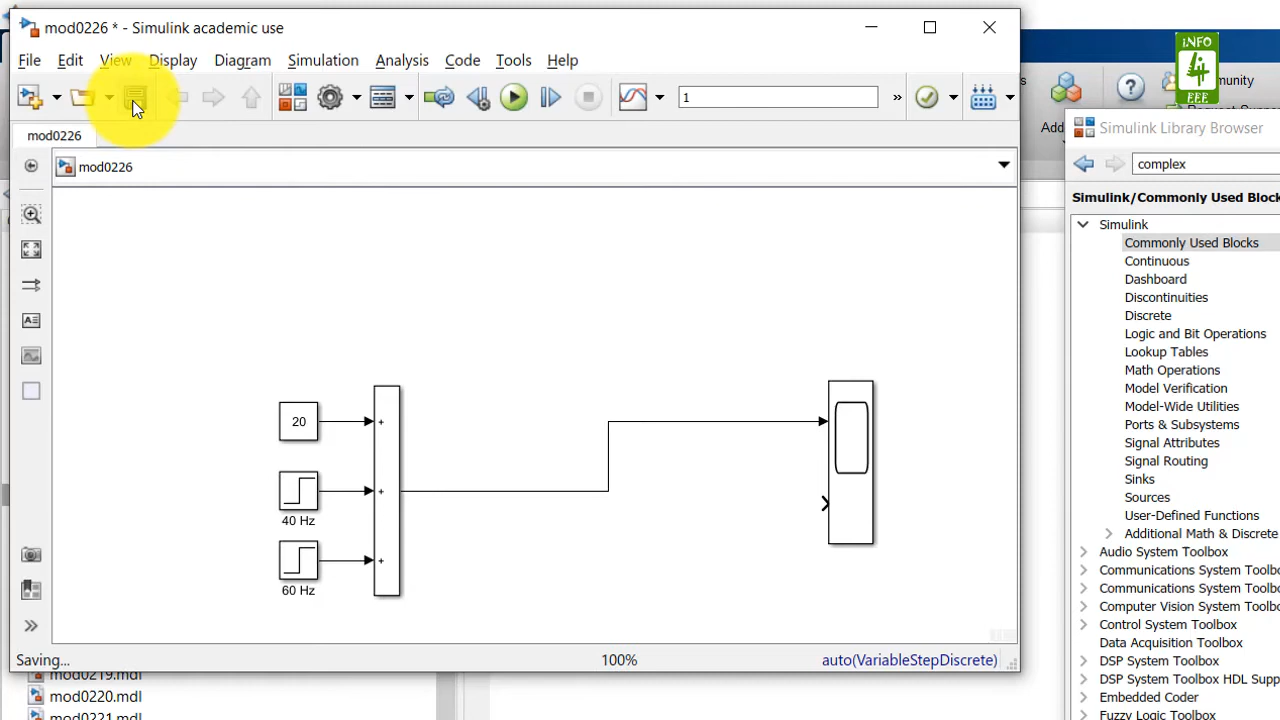 mod0226 * - Simulink academic use
File Edit View Display Diagram Simulation Analysis Code Tools Help
1
»
mod0226
mod0226
20
+
+
40 Hz
+
60 Hz
Saving...
100%
auto(VariableStepDiscrete)
mod0219.mdl
mod0220.mdl
mod0221.mdl
iNFO
4
EEE
munity
Add
Simulink Library Browser
complex
Simulink/Commonly Used Block
Simulink
Commonly Used Blocks
Continuous
Dashboard
Discontinuities
Discrete
Logic and Bit Operations
Lookup Tables
Math Operations
Model Verification
Model-Wide Utilities
Ports & Subsystems
Signal Attributes
Signal Routing
Sinks
Sources
User-Defined Functions
Additional Math & Discrete
Audio System Toolbox
Communications System Toolbo
Communications System Toolbo
Computer Vision System Toolbo
Control System Toolbox
Data Acquisition Toolbox
DSP System Toolbox
DSP System Toolbox HDL Supp
Embedded Coder
Fuzzy Logic Toolbox